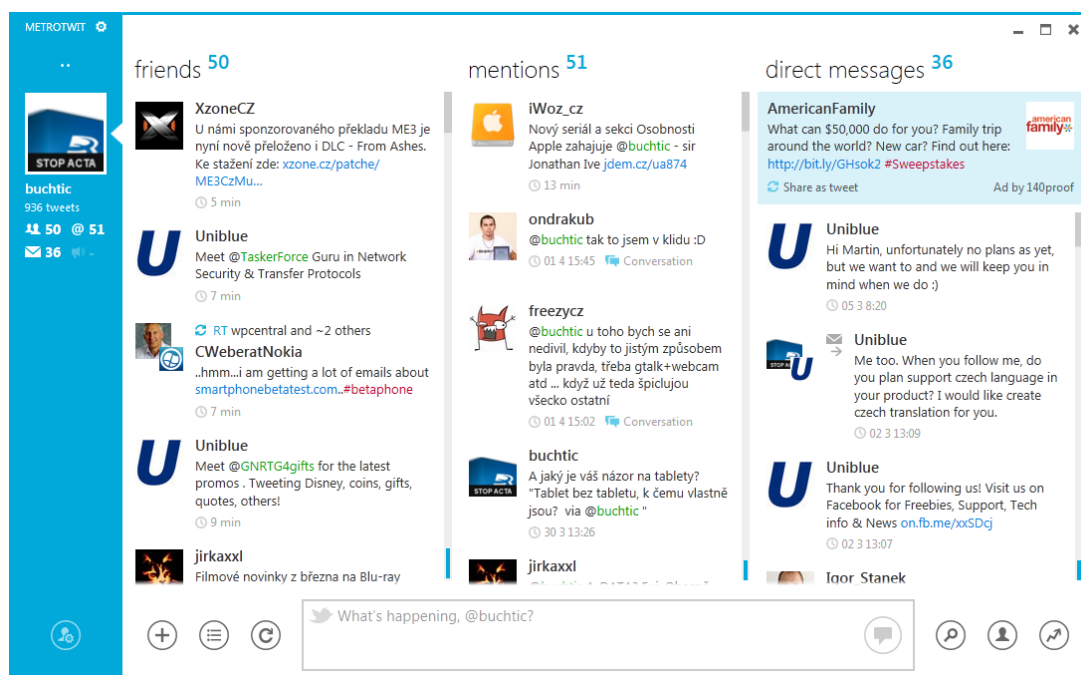 METROTWIT
STOP ACTA
buchtic
936 tweets
50 @ 51
36 -
friends 50
XzoneCZ
U námi sponzorovaného překladu ME3 je
nyní nově přeloženo i DLC - From Ashes.
Ke stažení zde: xzone.cz/patche/
ME3CzMu...
5 min
Uniblue
Meet @TaskerForce Guru in Network
Security & Transfer Protocols
7 min
RT wpcentral and ~2 others
CWeberatNokia
..hmm...i am getting a lot of emails about
smartphonebetatest.com..#betaphone
7 min
Uniblue
Meet @GNRTG4gifts for the latest
promos . Tweeting Disney, coins, gifts,
quotes, others!
9 min
jirkaxxl
Filmové novinky z března na Blu-ray
mentions 51
iWoz_cz
Nový seriál a sekci Osobnosti
Apple zahajuje @buchtic - sir
Jonathan Ive jdem.cz/ua874
13 min
ondrakub
@buchtic tak to jsem v klidu :D
01 4 15:45 Conversation
freezycz
@buchtic u toho bych se ani
nedivil, kdyby to jistým způsobem
byla pravda, třeba gtalk+webcam
atd ... když už teda špiclujou
všecko ostatní
01 4 15:02 Conversation
buchtic
STOP ACTA
A jaký je váš názor na tablety?
"Tablet bez tabletu, k čemu vlastně
jsou? via @buchtic "
30 3 13:26
jirkaxxl
direct messages 36
AmericanFamily
american
family
What can $50,000 do for you? Family trip
around the world? New car? Find out here:
http://bit.ly/GHsok2 #Sweepstakes
Share as tweet Ad by 140proof
Uniblue
Hi Martin, unfortunately no plans as yet,
but we want to and we will keep you in
mind when we do :)
05 3 8:20
Uniblue
Me too. When you follow me, do
you plan support czech language in
your product? I would like create
czech translation for you.
02 3 13:09
Uniblue
Thank you for following us! Visit us on
Facebook for Freebies, Support, Tech
info & News on.fb.me/xxSDcj
02 3 13:07
Igor_Stanek
What's happening, @buchtic?